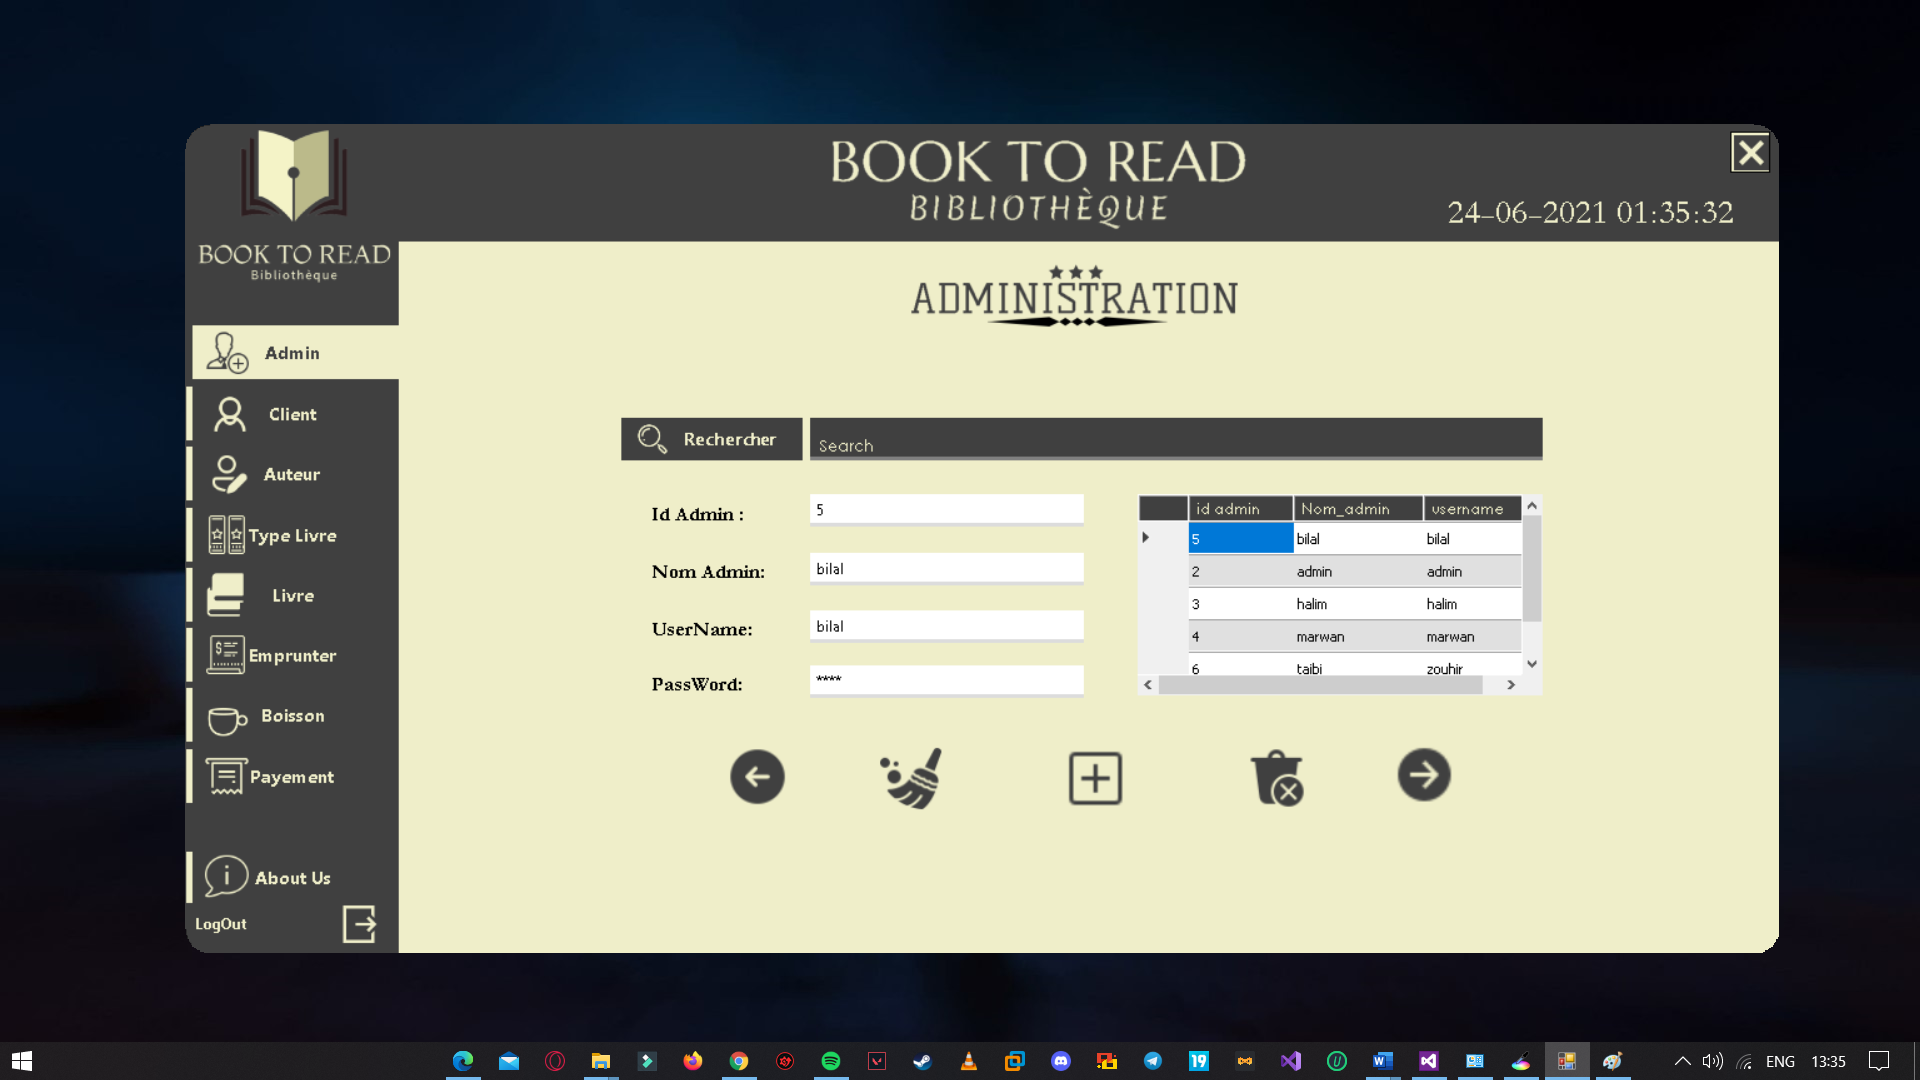 BOOK TO READ
BIBLIOTHÈQUE
24-06-2021 01:35:32
BOOK TO READ
Bibliothèque
ADMINISTRATION
Admin
Client
Auteur
Type Livre
Livre
Emprunter
Boisson
Payement
About Us
LogOut
Rechercher
Search
Id Admin :
5
Nom Admin:
bilal
UserName:
bilal
PassWord:
****
id admin Nom_admin username
5 bilal bilal
2 admin admin
3 halim halim
4 marwan marwan
6 taibi zouhir
19
ENG
13:35